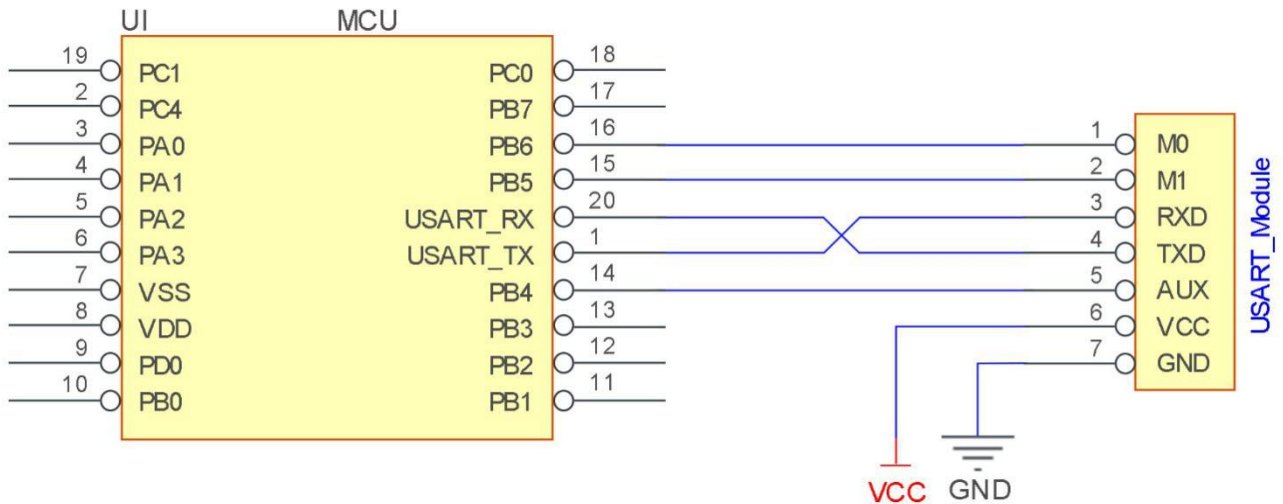 UI MCU
19 PC1 PC0 18
2 PC4 PB7 17
3 PA0 PB6 16 1 M0
4 PA1 PB5 15 2 M1
5 PA2 USART_RX 20 3 RXD
6 PA3 USART_TX 1 4 TXD
7 VSS PB4 14 5 AUX
8 VDD PB3 13 6 VCC
9 PD0 PB2 12 7 GND
10 PB0 PB1 11
USART_Module
VCC GND